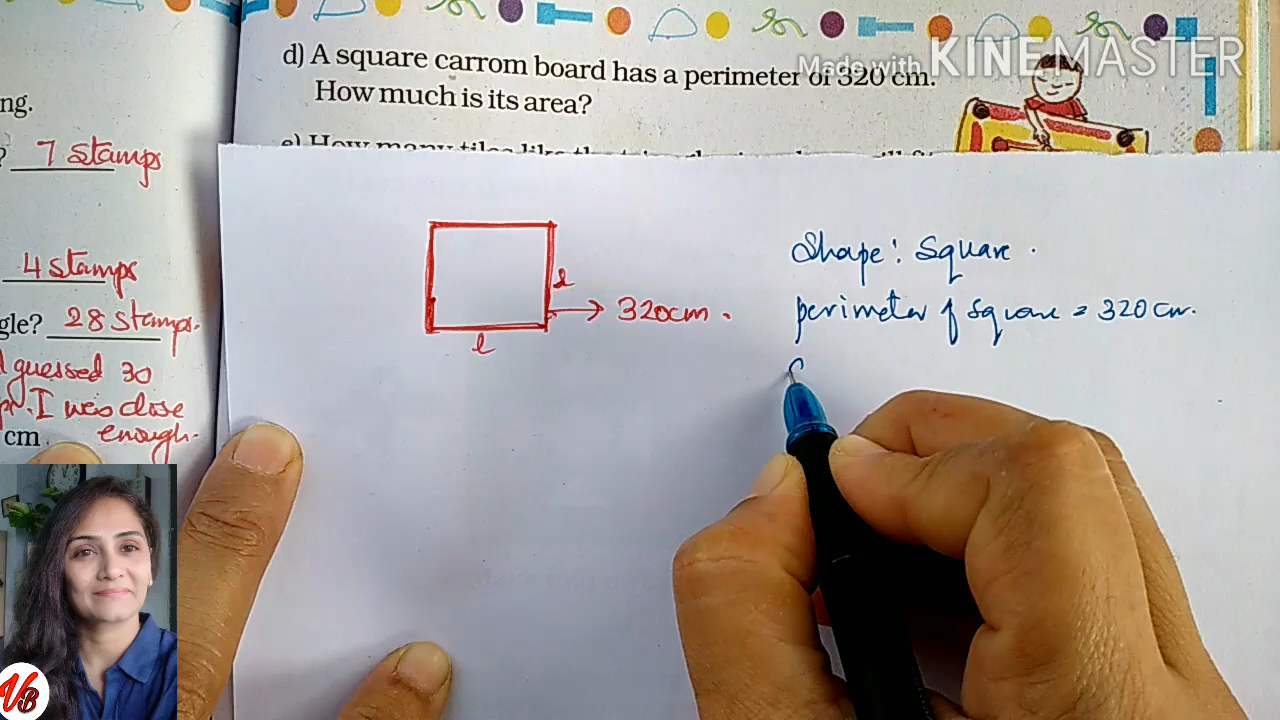 Made with KINEMASTER
d) A square carrom board has a perimeter of 320 cm.
How much is its area?
ng.
? 7 stamps
4 stamps
gle? 28 stamps.
guessed 30
I was close
cm enough.
l
l
320cm.
Shape: Square.
perimeter of square = 320 cm.
VB